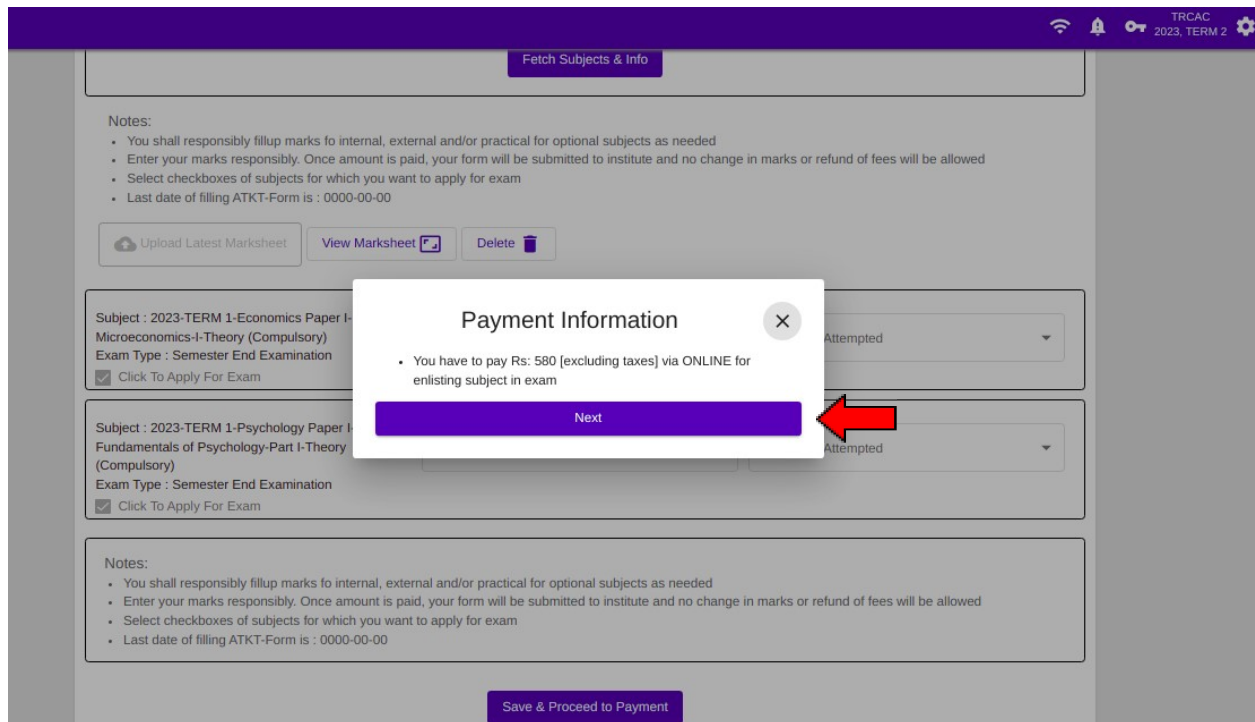 TRCAC
2023, TERM 2
Fetch Subjects & Info
Notes:
• You shall responsibly fillup marks fo internal, external and/or practical for optional subjects as needed
• Enter your marks responsibly. Once amount is paid, your form will be submitted to institute and no change in marks or refund of fees will be allowed
• Select checkboxes of subjects for which you want to apply for exam
• Last date of filling ATKT-Form is : 0000-00-00
Upload Latest Marksheet
View Marksheet
Delete
Subject : 2023-TERM 1-Economics Paper I-
Microeconomics-I-Theory (Compulsory)
Exam Type : Semester End Examination
Click To Apply For Exam
Attempted
Payment Information
• You have to pay Rs: 580 [excluding taxes] via ONLINE for
enlisting subject in exam
Next
Subject : 2023-TERM 1-Psychology Paper I-
Fundamentals of Psychology-Part I-Theory
(Compulsory)
Exam Type : Semester End Examination
Click To Apply For Exam
Attempted
Notes:
• You shall responsibly fillup marks fo internal, external and/or practical for optional subjects as needed
• Enter your marks responsibly. Once amount is paid, your form will be submitted to institute and no change in marks or refund of fees will be allowed
• Select checkboxes of subjects for which you want to apply for exam
• Last date of filling ATKT-Form is : 0000-00-00
Save & Proceed to Payment